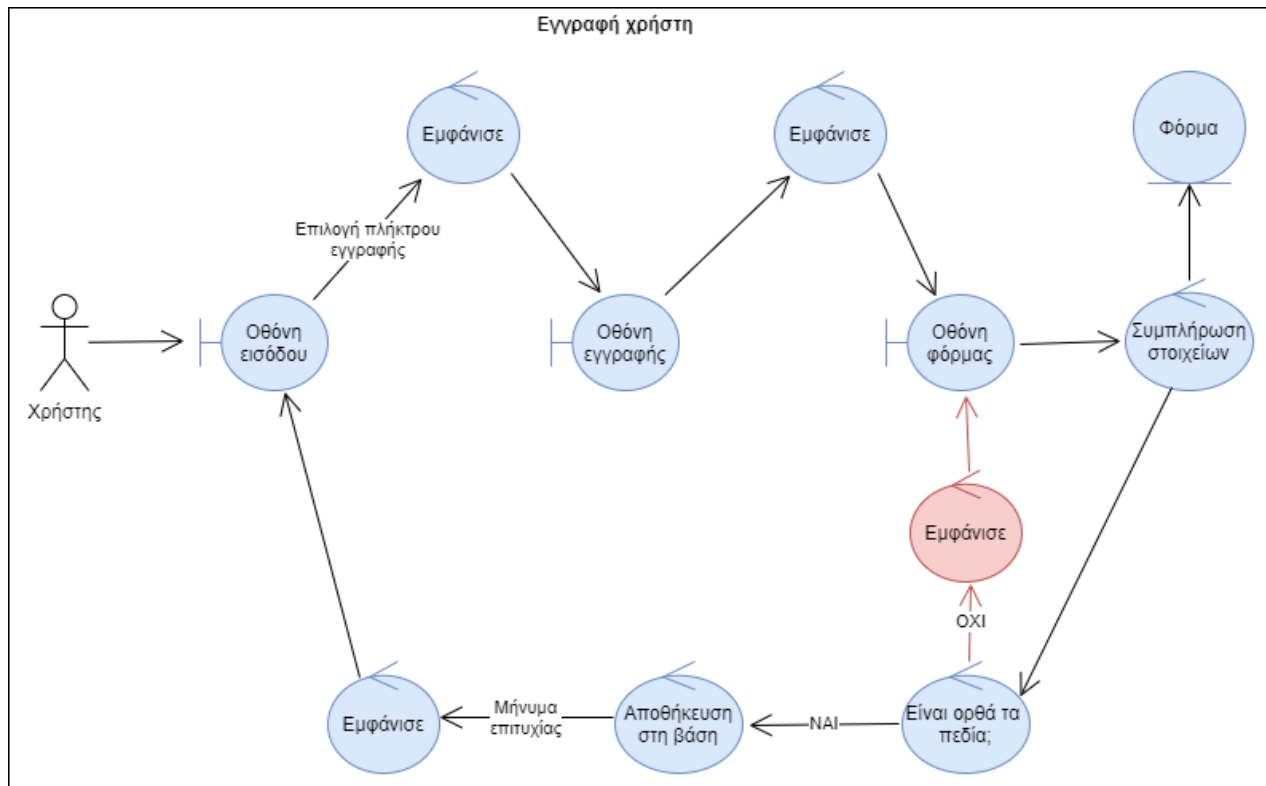 Εγγραφή χρήστη
Εμφάνισε
Εμφάνισε
Φόρμα
Επιλογή πλήκτρου
εγγραφής
Οθόνη
εισόδου
Οθόνη
εγγραφής
Οθόνη
φόρμας
Συμπλήρωση
στοιχείων
Χρήστης
Εμφάνισε
ΟΧΙ
Εμφάνισε
Μήνυμα
επιτυχίας
Αποθήκευση
στη βάση
ΝΑΙ
Είναι ορθά τα
πεδία;